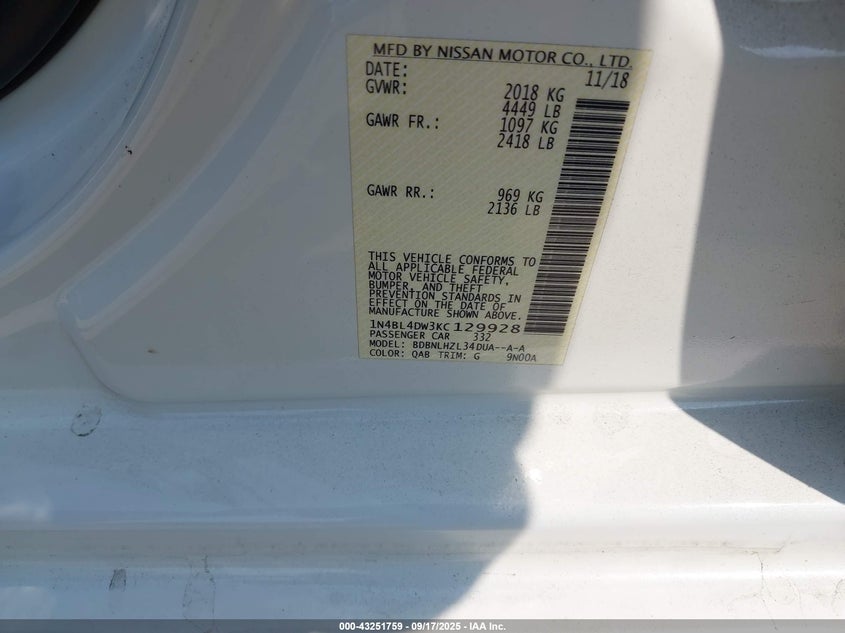 MFD BY NISSAN MOTOR CO., LTD.
DATE: 11/18
GVWR: 2018 KG
4449 LB
GAWR FR.: 1097 KG
2418 LB
GAWR RR.: 969 KG
2136 LB
THIS VEHICLE CONFORMS TO
ALL APPLICABLE FEDERAL
MOTOR VEHICLE SAFETY,
BUMPER, AND THEFT
PREVENTION STANDARDS IN
EFFECT ON THE DATE OF
MANUFACTURE SHOWN ABOVE.
1N4BL4DW3KC129928
PASSENGER CAR 332
MODEL: BDBNLHZL34DUA--A-A
COLOR: QAB TRIM: G 9N00A
000-43251759 - 09/17/2025 - IAA Inc.